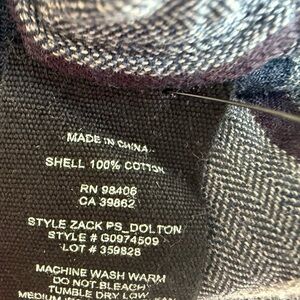 MADE IN CHINA
SHELL 100% COTTON
RN 98406
CA 39862
STYLE ZACK PS_DOLTON
STYLE # G0974509
LOT # 359828
MACHINE WASH WARM
DO NOT BLEACH
TUMBLE DRY LOW
MEDIUM